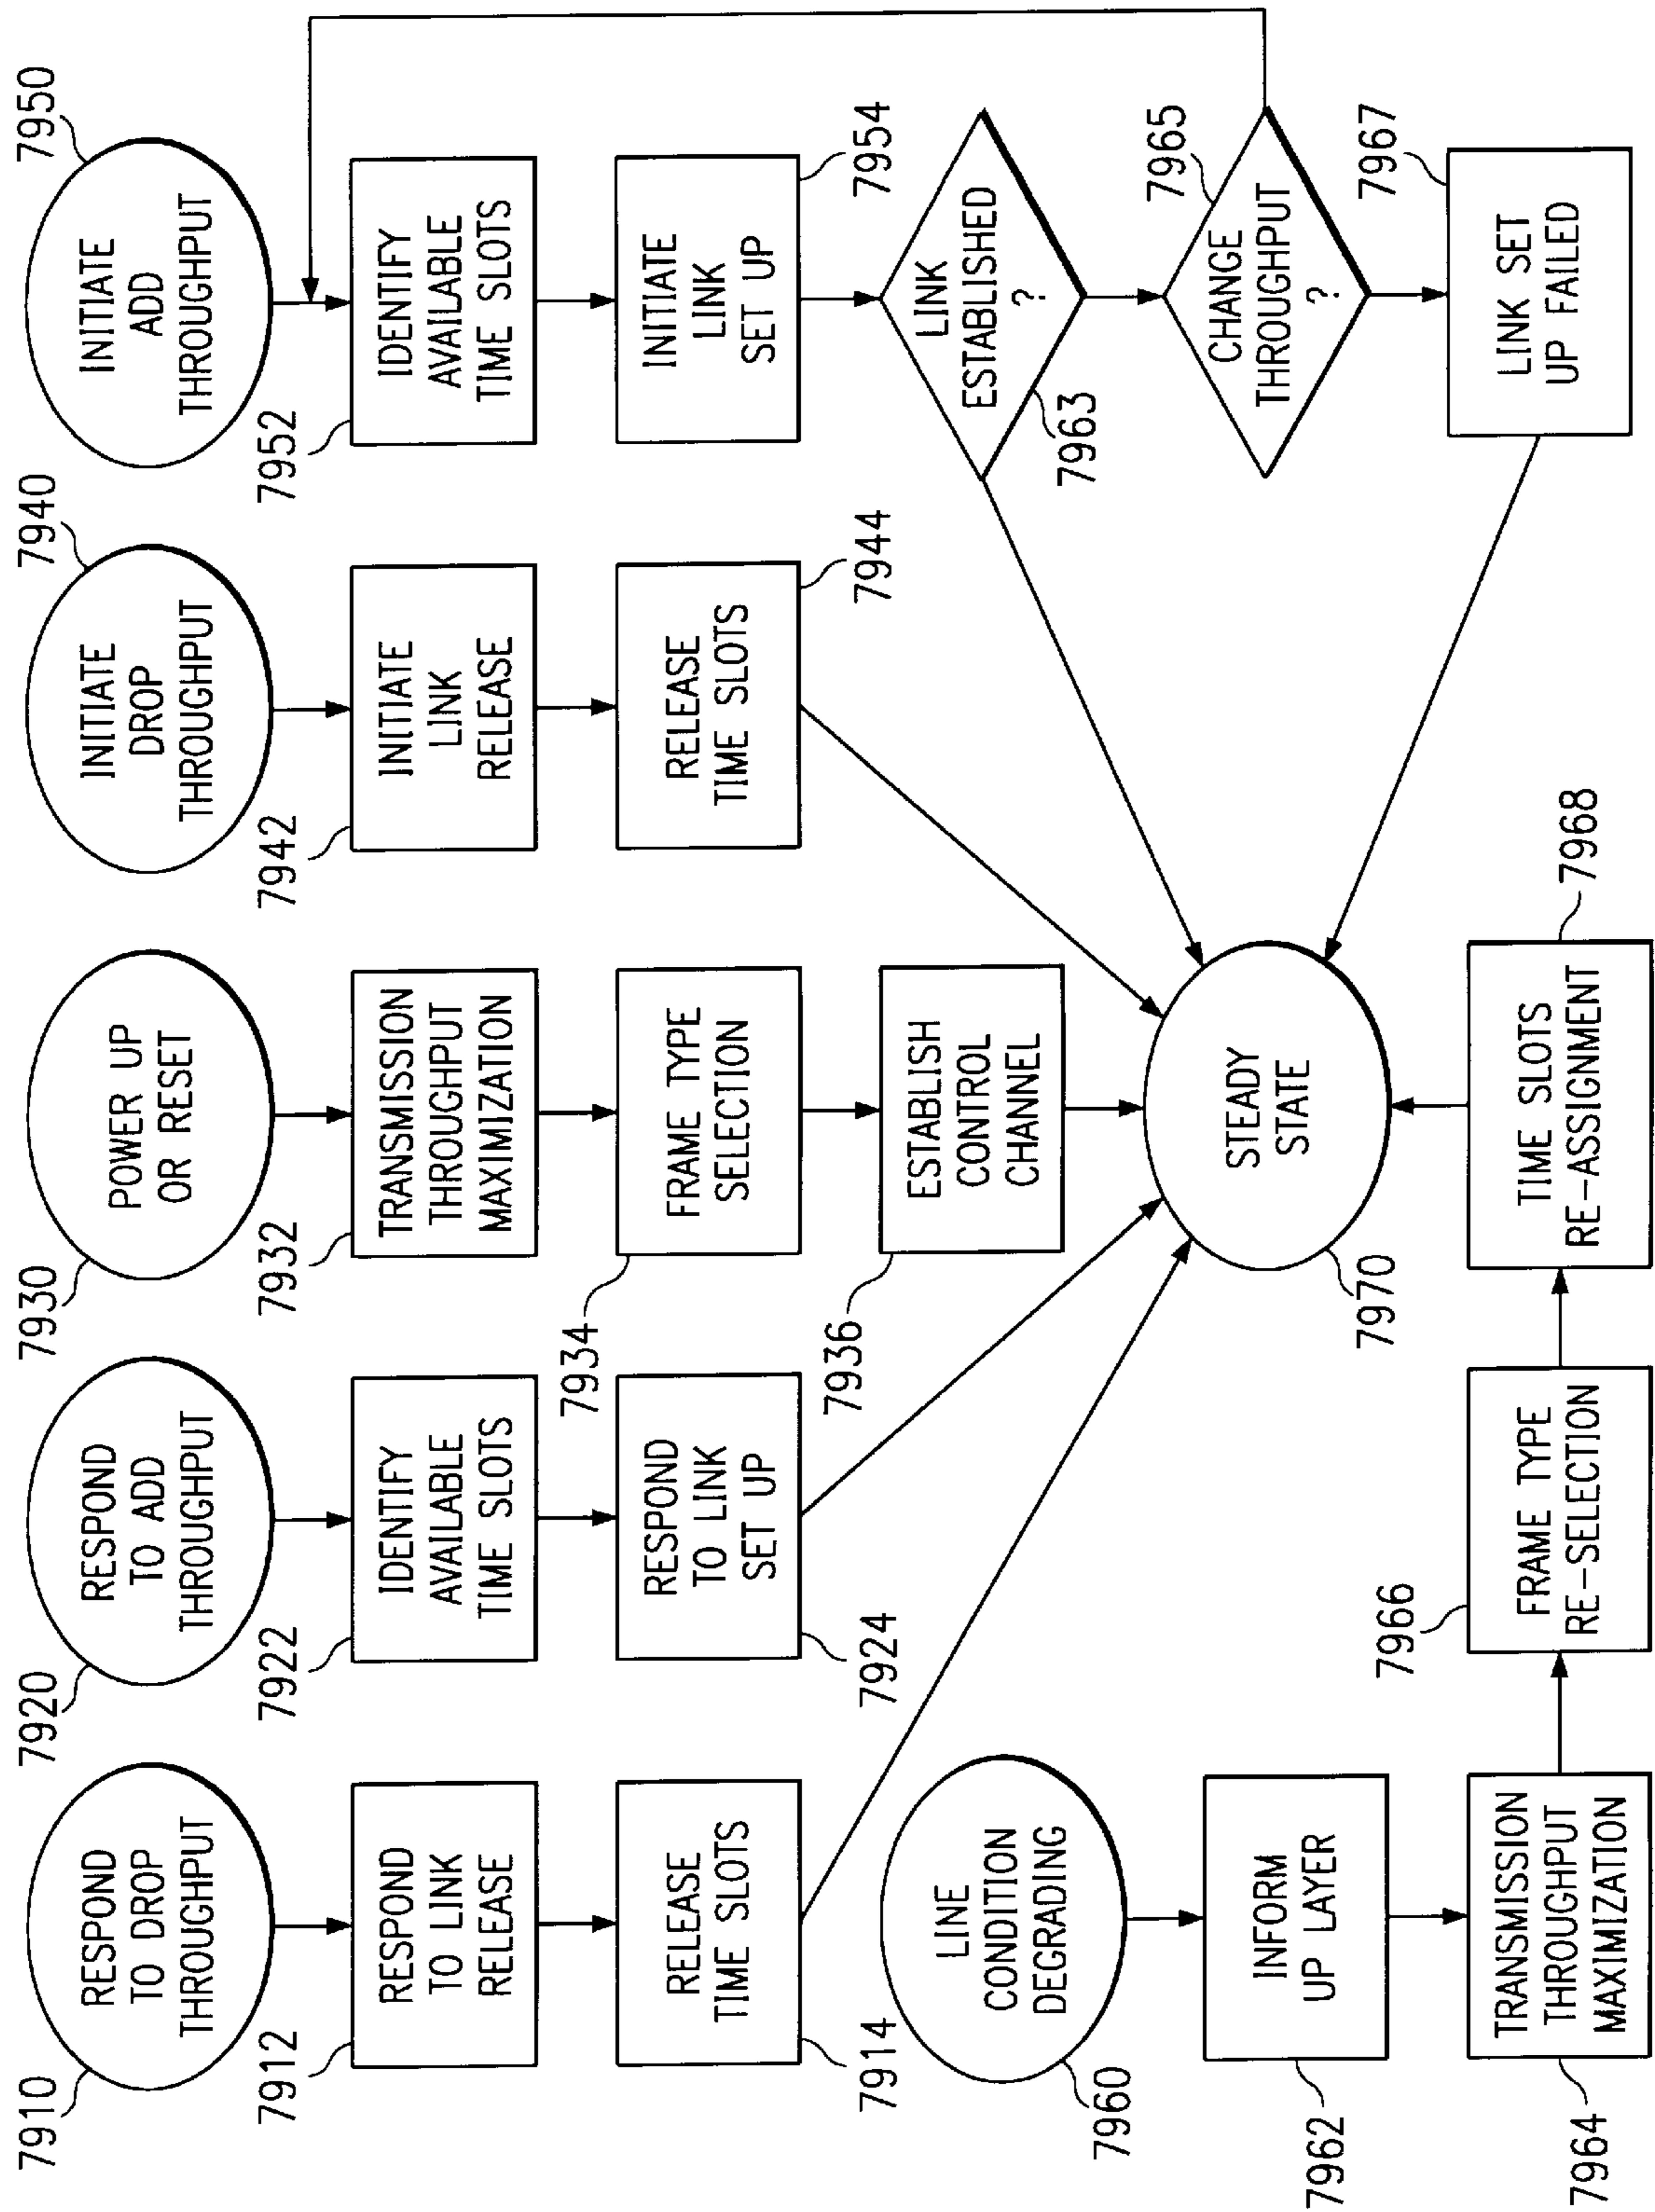 7910
RESPOND
TO DROP
THROUGHPUT
7912
RESPOND
TO LINK
RELEASE
RELEASE
TIME SLOTS
7914
7920
RESPOND
TO ADD
THROUGHPUT
7922
IDENTIFY
AVAILABLE
TIME SLOTS
RESPOND
TO LINK
SET UP
7924
7930
POWER UP
OR RESET
7932
TRANSMISSION
THROUGHPUT
MAXIMIZATION
7934
FRAME TYPE
SELECTION
7936
ESTABLISH
CONTROL
CHANNEL
7940
INITIATE
DROP
THROUGHPUT
7942
INITIATE
LINK
RELEASE
RELEASE
TIME SLOTS
7944
7950
INITIATE
ADD
THROUGHPUT
7952
IDENTIFY
AVAILABLE
TIME SLOTS
INITIATE
LINK
SET UP
7954
LINK
ESTABLISHED
?
7963
7965
CHANGE
THROUGHPUT
?
7967
LINK SET
UP FAILED
7960
LINE
CONDITION
DEGRADING
7962
INFORM
UP LAYER
7964
TRANSMISSION
THROUGHPUT
MAXIMIZATION
7966
FRAME TYPE
RE-SELECTION
7968
TIME SLOTS
RE-ASSIGNMENT
STEADY
STATE
7970